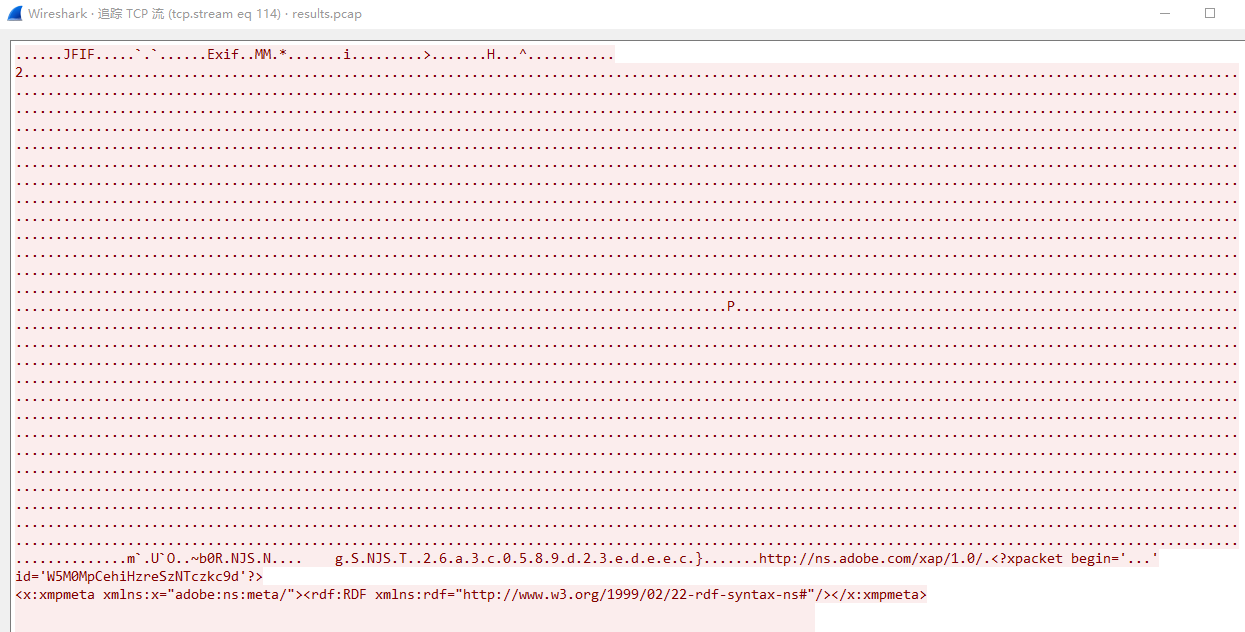 Wireshark · 追踪 TCP 流 (tcp.stream eq 114) · results.pcap
......JFIF.....`.`......Exif..MM.*.......i.........>.......H...^...........
2........................................................................................................................................................
.........................................................................................P...............................................................
..............m`.U`O..~b0R.NJS.N....    g.S.NJS.T..2.6.a.3.c.0.5.8.9.d.2.3.e.d.e.e.c.}.......http://ns.adobe.com/xap/1.0/.<?xpacket begin='...'
id='W5M0MpCehiHzreSzNTczkc9d'?>
<x:xmpmeta xmlns:x="adobe:ns:meta/"><rdf:RDF xmlns:rdf="http://www.w3.org/1999/02/22-rdf-syntax-ns#"/></x:xmpmeta>